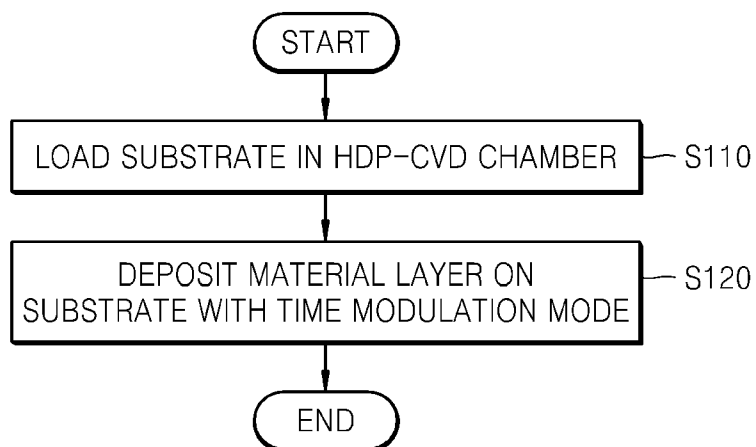 START
LOAD SUBSTRATE IN HDP-CVD CHAMBER
S110
DEPOSIT MATERIAL LAYER ON
SUBSTRATE WITH TIME MODULATION MODE
S120
END